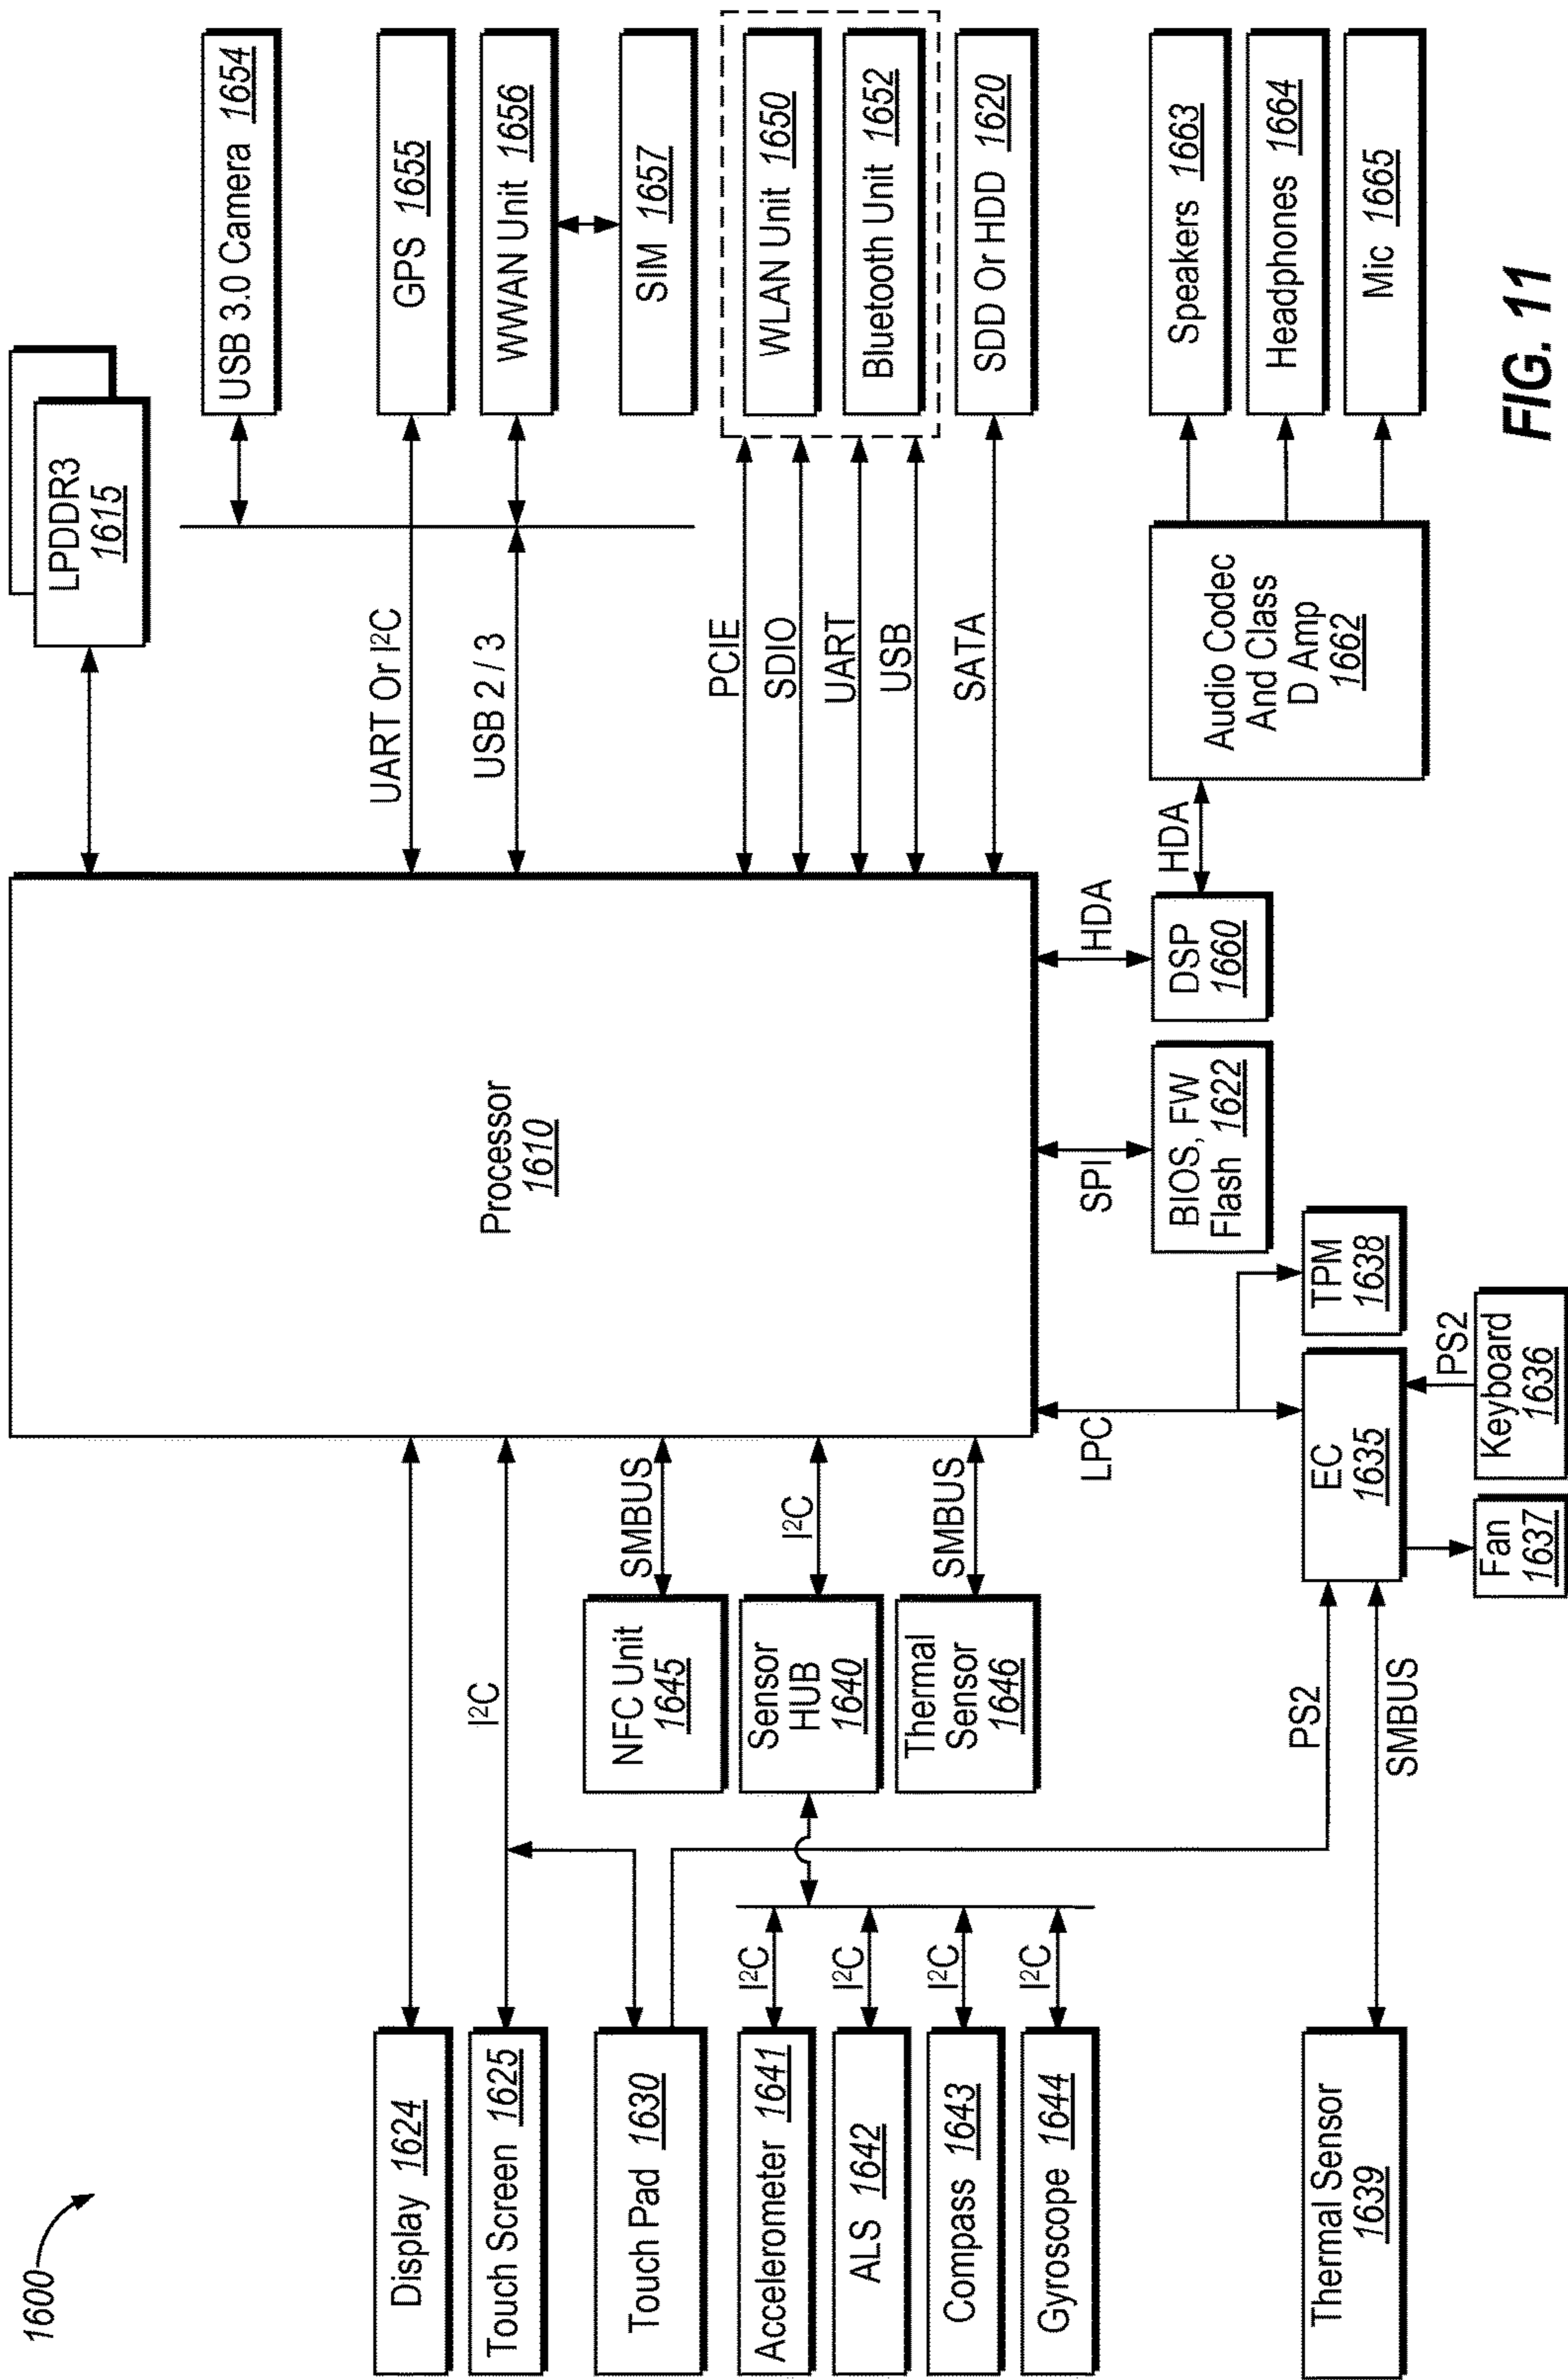 1600
Display 1624
Touch Screen 1625
Touch Pad 1630
Accelerometer 1641
ALS 1642
Compass 1643
Gyroscope 1644
Thermal Sensor
1639
I²C
I²C
I²C
I²C
I²C
NFC Unit
1645
Sensor
HUB
1640
Thermal
Sensor
1646
SMBUS
I²C
SMBUS
PS2
SMBUS
Processor
1610
LPC
EC
1635
TPM
1638
Fan
1637
Keyboard
1636
PS2
SPI
BIOS, FW
Flash 1622
HDA
DSP
1660
HDA
Audio Codec
And Class
D Amp
1662
LPDDR3
1615
UART Or I²C
USB 2 / 3
PCIE
SDIO
UART
USB
SATA
USB 3.0 Camera 1654
GPS 1655
WWAN Unit 1656
SIM 1657
WLAN Unit 1650
Bluetooth Unit 1652
SDD Or HDD 1620
Speakers 1663
Headphones 1664
Mic 1665
FIG. 11